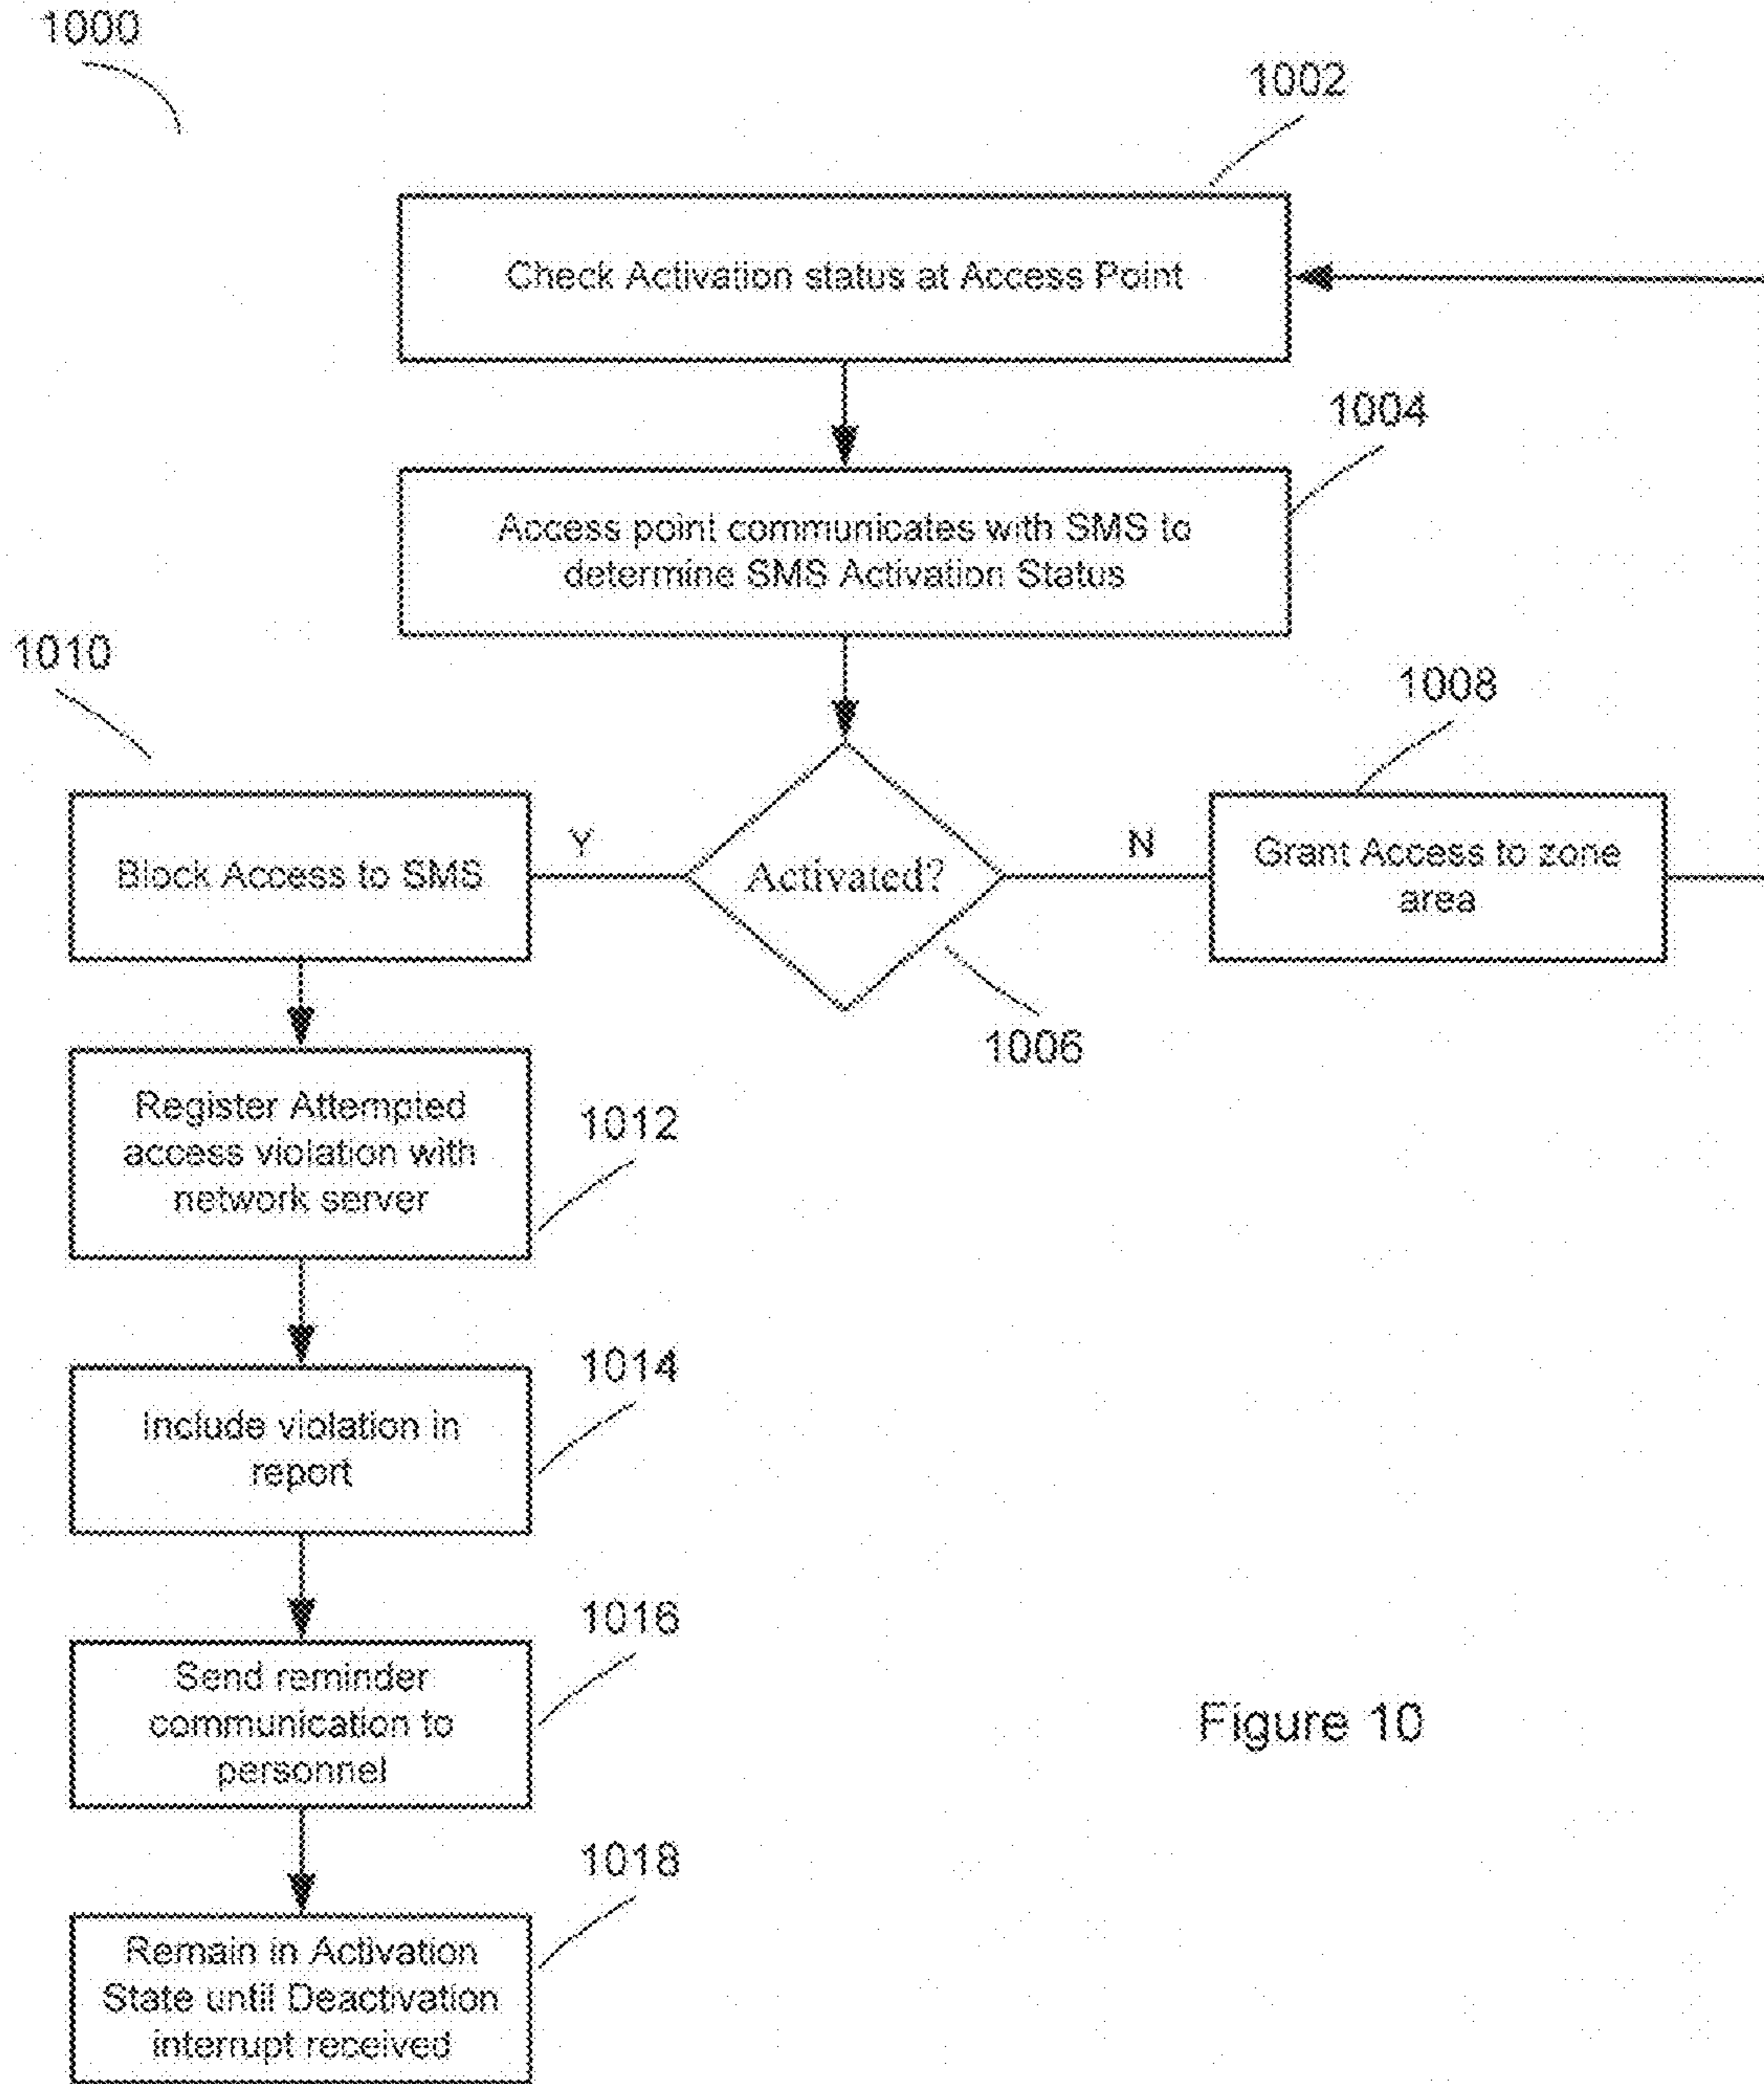 1000
1002
Check Activation status at Access Point
1004
Access point communicates with SMS to
determine SMS Activation Status
1010
1008
Block Access to SMS
Y
Activated?
N
Grant Access to zone
area
1006
Register Attempted
access violation with
network server
1012
Include violation in
report
1014
Send reminder
communication to
personnel
1016
Figure 10
Remain in Activation
State until Deactivation
interrupt received
1018